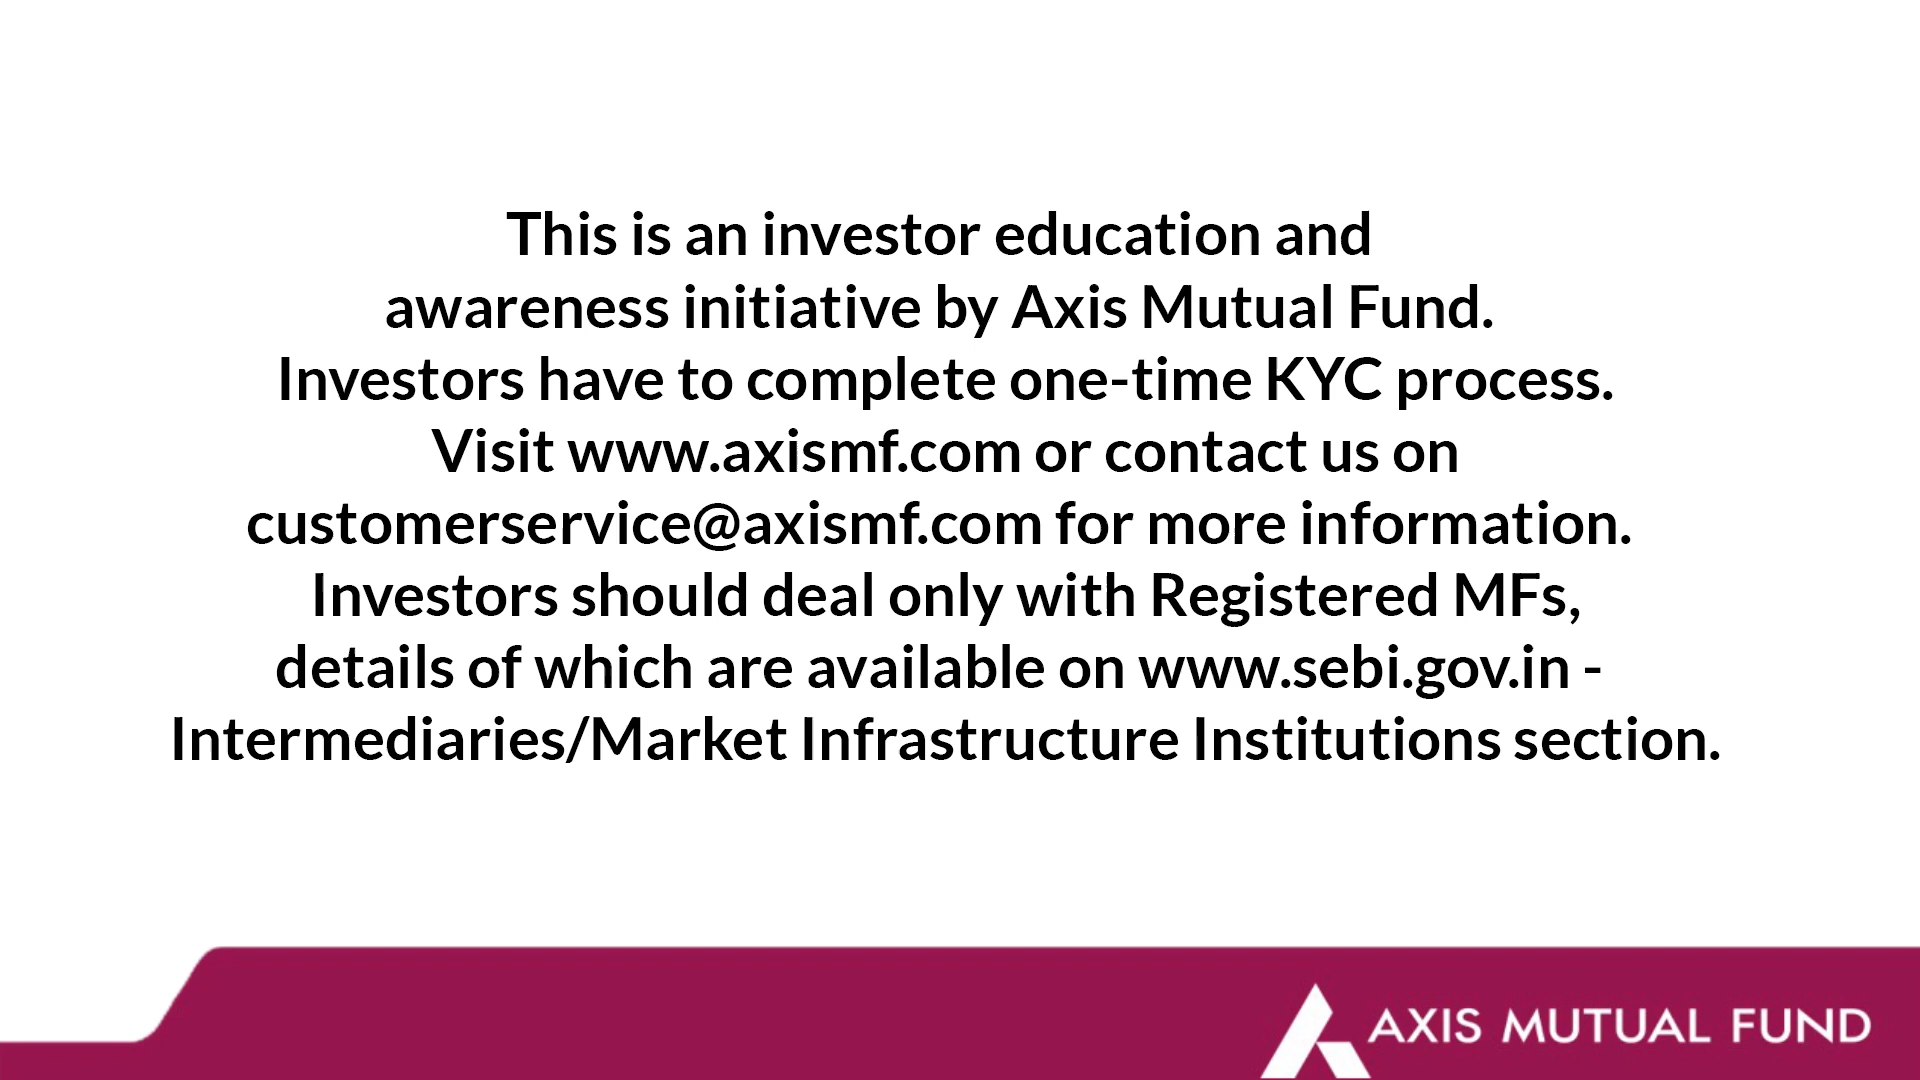 This is an investor education and
awareness initiative by Axis Mutual Fund.
Investors have to complete one-time KYC process.
Visit www.axismf.com or contact us on
customerservice@axismf.com for more information.
Investors should deal only with Registered MFs,
details of which are available on www.sebi.gov.in -
Intermediaries/Market Infrastructure Institutions section.
AXIS MUTUAL FUND